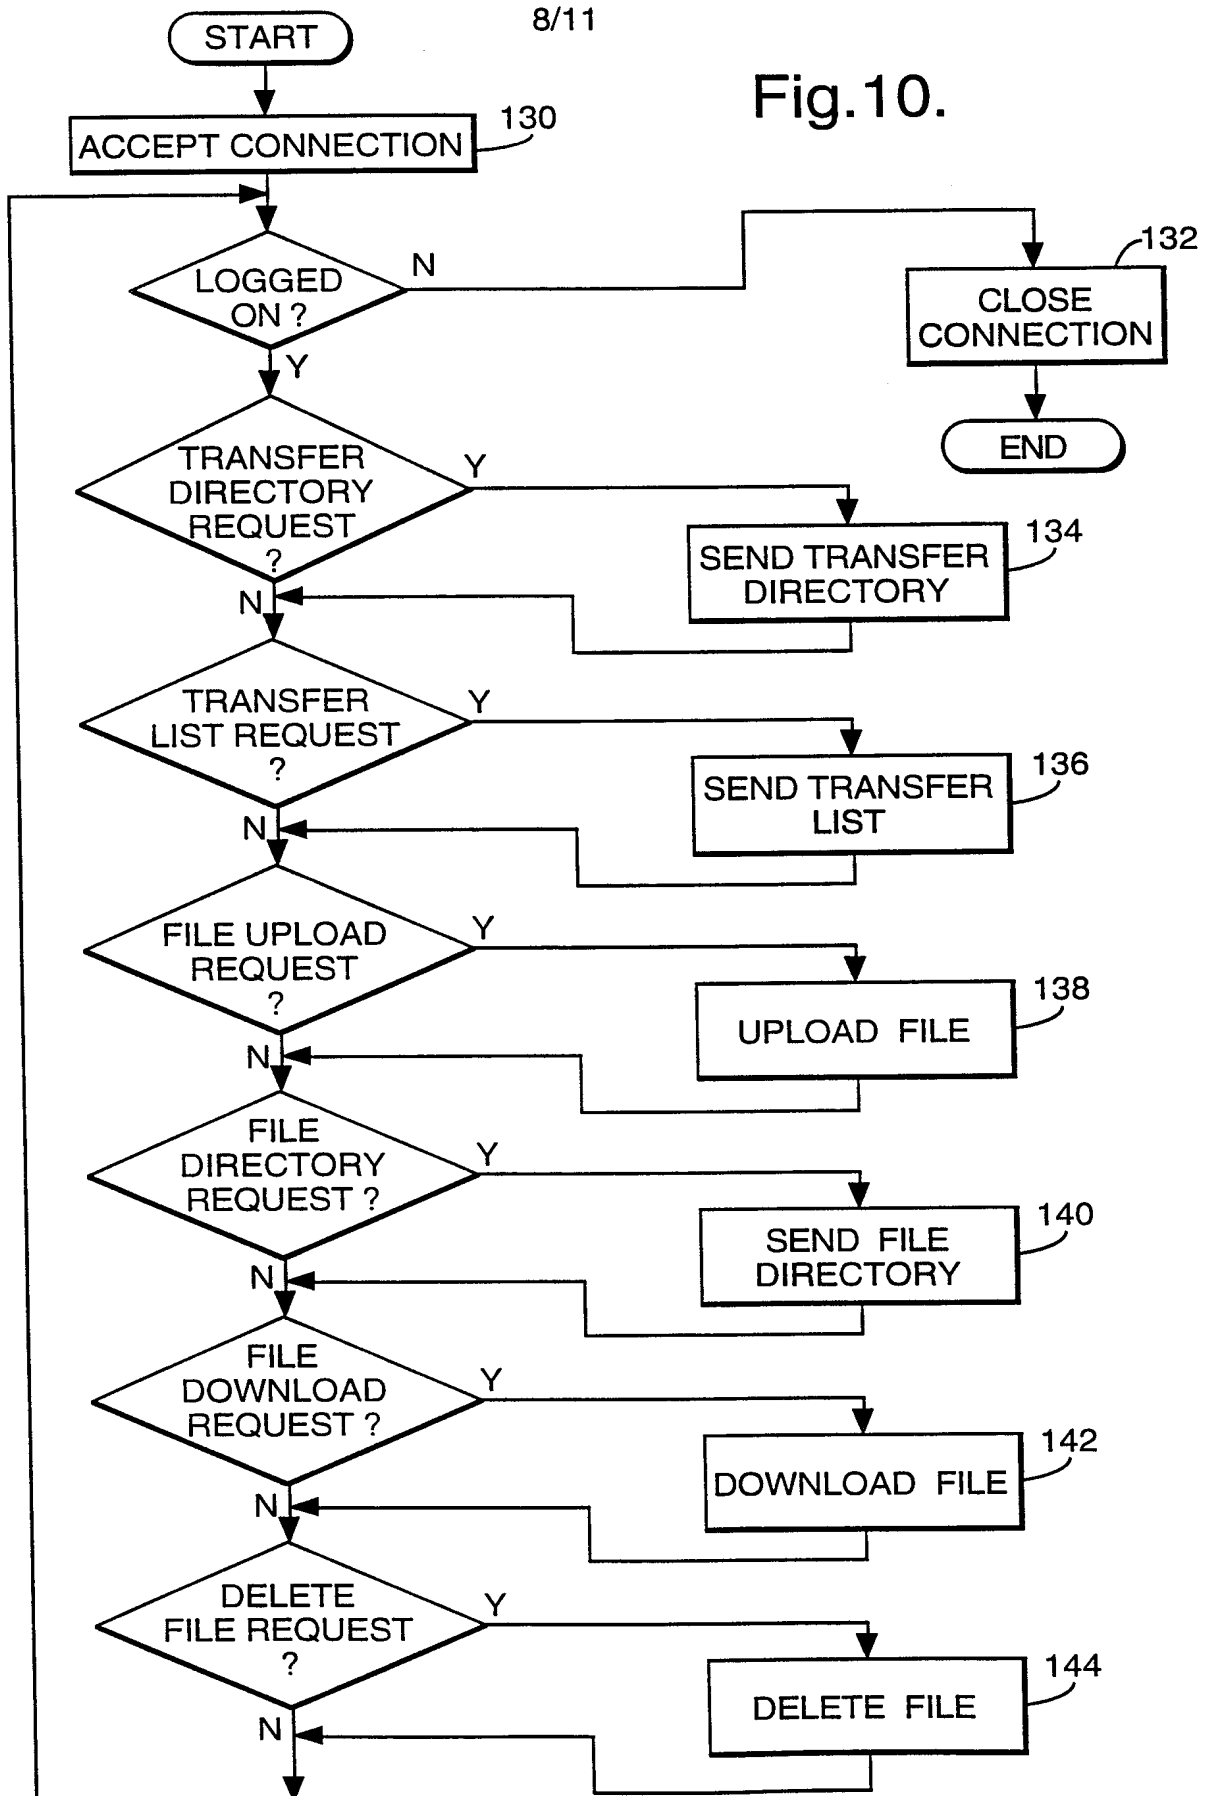 8/11
START
Fig.10.
ACCEPT CONNECTION
130
LOGGED
ON ?
N
Y
132
CLOSE
CONNECTION
END
TRANSFER
DIRECTORY
REQUEST
?
Y
N
134
SEND TRANSFER
DIRECTORY
TRANSFER
LIST REQUEST
?
Y
N
136
SEND TRANSFER
LIST
FILE UPLOAD
REQUEST
?
Y
N
138
UPLOAD FILE
FILE
DIRECTORY
REQUEST ?
Y
N
140
SEND FILE
DIRECTORY
FILE
DOWNLOAD
REQUEST ?
Y
N
142
DOWNLOAD FILE
DELETE
FILE REQUEST
?
Y
N
144
DELETE FILE